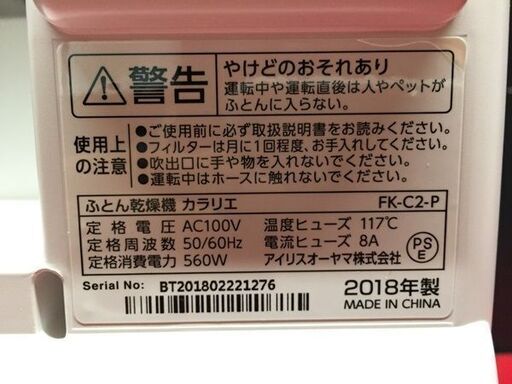 警告
やけどのおそれあり
運転中や運転直後は人やペットが
ふとんに入らない。
使用上
の注意
●ご使用前に必ず取扱説明書をお読みください。
●フィルターは月に1回程度、お手入れしてください。
●吹出口に手や物を入れないでください。
●運転中はホースに触れないでください。
ふとん乾燥機 カラリエ FK-C2-P
定格電圧 AC100V 温度ヒューズ 117℃
定格周波数 50/60Hz 電流ヒューズ 8A
定格消費電力 560W アイリスオーヤマ株式会社
PS
E
Serial No: BT201802221276
2018年製
MADE IN CHINA